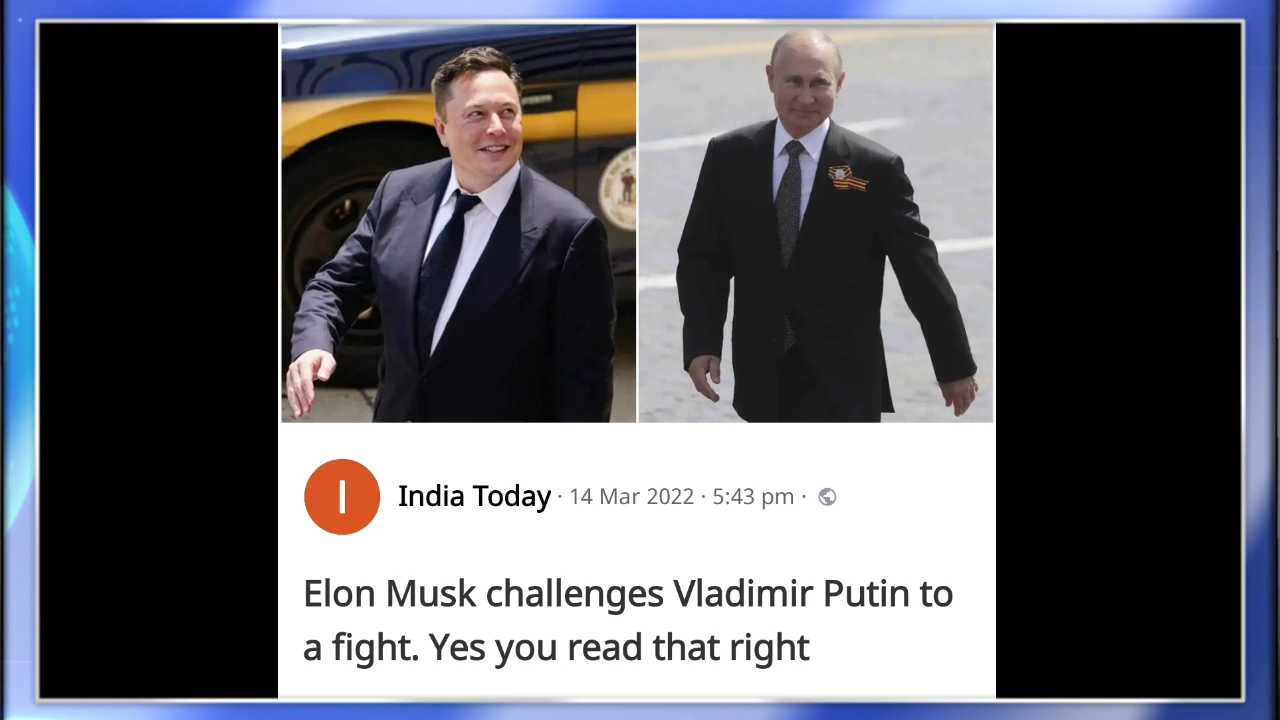 I
India Today · 14 Mar 2022 · 5:43 pm ·
Elon Musk challenges Vladimir Putin to
a fight. Yes you read that right